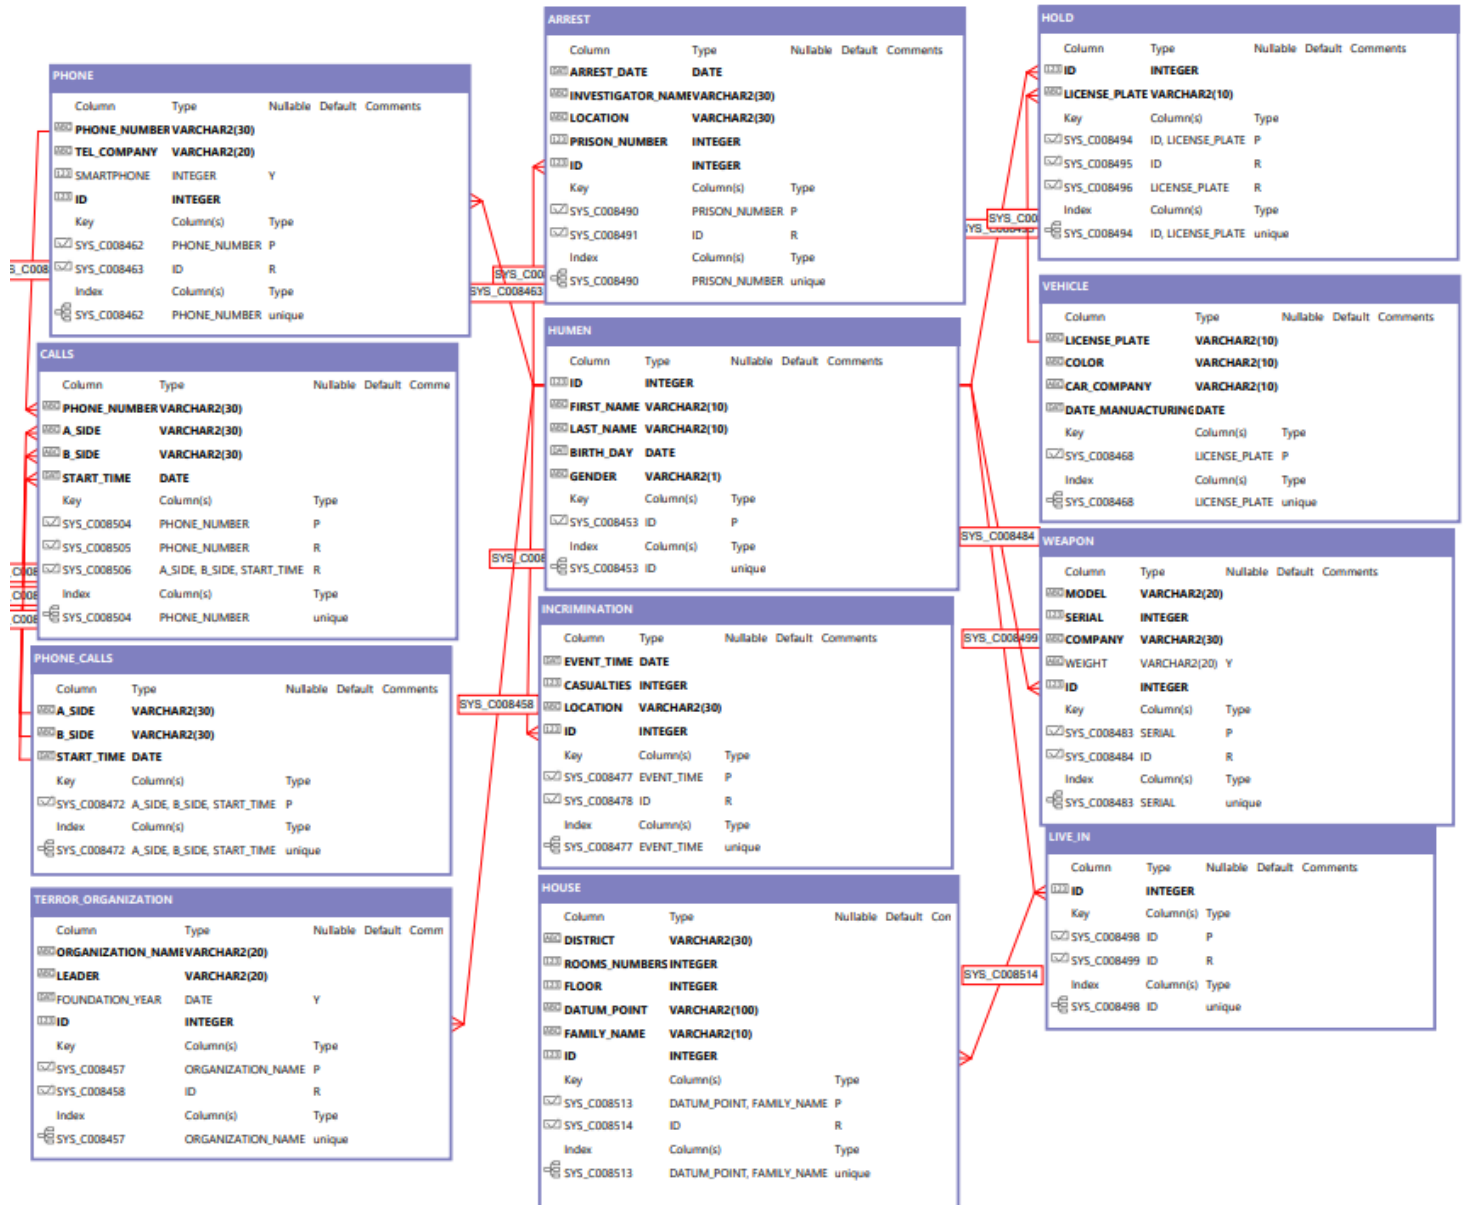 PHONE
Column Type Nullable Default Comments
PHONE_NUMBER VARCHAR2(30)
TEL_COMPANY VARCHAR2(20)
SMARTPHONE INTEGER Y
ID INTEGER
Key Column(s) Type
SYS_C008462 PHONE_NUMBER P
SYS_C008463 ID R
Index Column(s) Type
SYS_C008462 PHONE_NUMBER unique
CALLS
Column Type Nullable Default Comme
PHONE_NUMBER VARCHAR2(30)
A_SIDE VARCHAR2(30)
B_SIDE VARCHAR2(30)
START_TIME DATE
Key Column(s) Type
SYS_C008504 PHONE_NUMBER P
SYS_C008505 PHONE_NUMBER R
SYS_C008506 A_SIDE, B_SIDE, START_TIME R
Index Column(s) Type
SYS_C008504 PHONE_NUMBER unique
PHONE_CALLS
Column Type Nullable Default Comments
A_SIDE VARCHAR2(30)
B_SIDE VARCHAR2(30)
START_TIME DATE
Key Column(s) Type
SYS_C008472 A_SIDE, B_SIDE, START_TIME P
Index Column(s) Type
SYS_C008472 A_SIDE, B_SIDE, START_TIME unique
TERROR_ORGANIZATION
Column Type Nullable Default Comm
ORGANIZATION_NAME VARCHAR2(20)
LEADER VARCHAR2(20)
FOUNDATION_YEAR DATE Y
ID INTEGER
Key Column(s) Type
SYS_C008457 ORGANIZATION_NAME P
SYS_C008458 ID R
Index Column(s) Type
SYS_C008457 ORGANIZATION_NAME unique
SYS_C00
SYS_C008463
SYS_C008
SYS_C008458
ARREST
Column Type Nullable Default Comments
ARREST_DATE DATE
INVESTIGATOR_NAME VARCHAR2(30)
LOCATION VARCHAR2(30)
PRISON_NUMBER INTEGER
ID INTEGER
Key Column(s) Type
SYS_C008490 PRISON_NUMBER P
SYS_C008491 ID R
Index Column(s) Type
SYS_C008490 PRISON_NUMBER unique
HUMEN
Column Type Nullable Default Comments
ID INTEGER
FIRST_NAME VARCHAR2(10)
LAST_NAME VARCHAR2(10)
BIRTH_DAY DATE
GENDER VARCHAR2(1)
Key Column(s) Type
SYS_C008453 ID P
Index Column(s) Type
SYS_C008453 ID unique
INCRIMINATION
Column Type Nullable Default Comments
EVENT_TIME DATE
CASUALTIES INTEGER
LOCATION VARCHAR2(30)
ID INTEGER
Key Column(s) Type
SYS_C008477 EVENT_TIME P
SYS_C008478 ID R
Index Column(s) Type
SYS_C008477 EVENT_TIME unique
HOUSE
Column Type Nullable Default Con
DISTRICT VARCHAR2(30)
ROOMS_NUMBERS INTEGER
FLOOR INTEGER
DATUM_POINT VARCHAR2(100)
FAMILY_NAME VARCHAR2(10)
ID INTEGER
Key Column(s) Type
SYS_C008513 DATUM_POINT, FAMILY_NAME P
SYS_C008514 ID R
Index Column(s) Type
SYS_C008513 DATUM_POINT, FAMILY_NAME unique
SYS_C00
SYS_C008484
SYS_C008499
SYS_C008514
HOLD
Column Type Nullable Default Comments
ID INTEGER
LICENSE_PLATE VARCHAR2(10)
Key Column(s) Type
SYS_C008494 ID, LICENSE_PLATE P
SYS_C008495 ID R
SYS_C008496 LICENSE_PLATE R
Index Column(s) Type
SYS_C008494 ID, LICENSE_PLATE unique
VEHICLE
Column Type Nullable Default Comments
LICENSE_PLATE VARCHAR2(10)
COLOR VARCHAR2(10)
CAR_COMPANY VARCHAR2(10)
DATE_MANUACTURING DATE
Key Column(s) Type
SYS_C008468 LICENSE_PLATE P
Index Column(s) Type
SYS_C008468 LICENSE_PLATE unique
WEAPON
Column Type Nullable Default Comments
MODEL VARCHAR2(20)
SERIAL INTEGER
COMPANY VARCHAR2(30)
WEIGHT VARCHAR2(20) Y
ID INTEGER
Key Column(s) Type
SYS_C008483 SERIAL P
SYS_C008484 ID R
Index Column(s) Type
SYS_C008483 SERIAL unique
LIVE_IN
Column Type Nullable Default Comments
ID INTEGER
Key Column(s) Type
SYS_C008498 ID P
SYS_C008499 ID R
Index Column(s) Type
SYS_C008498 ID unique